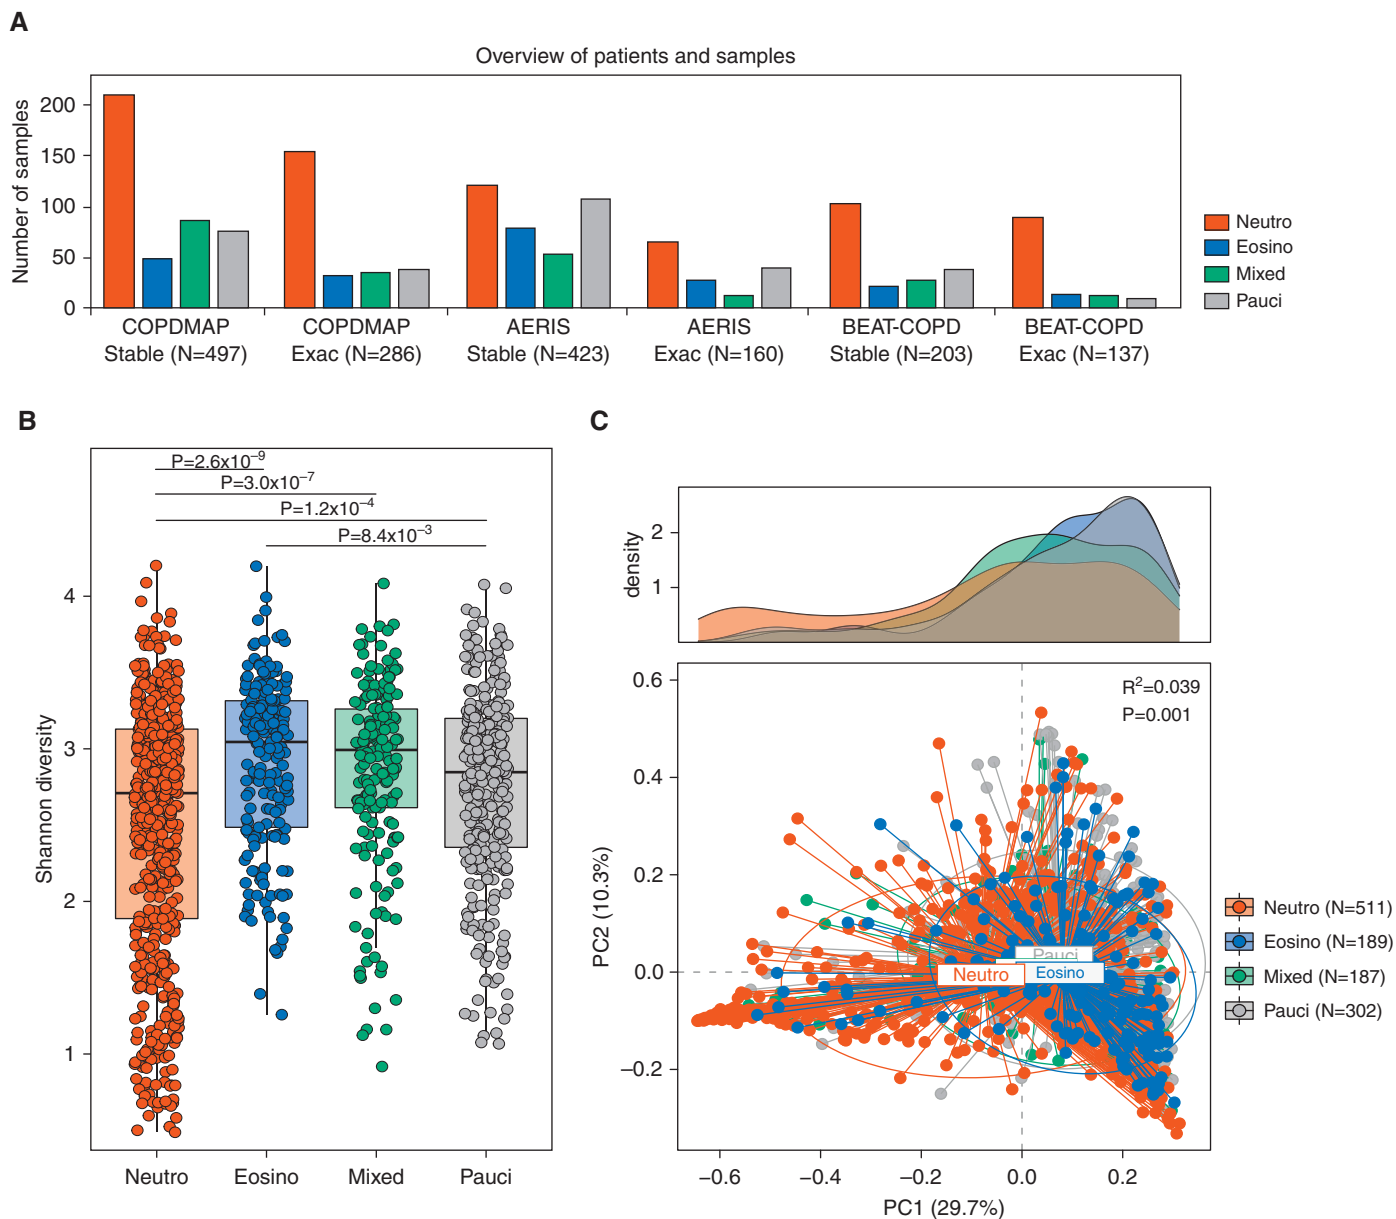 A
Overview of patients and samples
Number of samples
200
150
100
50
0
COPDMAP
Stable (N=497)
COPDMAP
Exac (N=286)
AERIS
Stable (N=423)
AERIS
Exac (N=160)
BEAT-COPD
Stable (N=203)
BEAT-COPD
Exac (N=137)
Neutro
Eosino
Mixed
Pauci
B
P=2.6x10⁻⁹
P=3.0x10⁻⁷
P=1.2x10⁻⁴
P=8.4x10⁻³
Shannon diversity
4
3
2
1
Neutro
Eosino
Mixed
Pauci
C
density
2
1
R²=0.039
P=0.001
PC2 (10.3%)
0.6
0.4
0.2
0.0
−0.2
Pauci
Neutro
Eosino
−0.6
−0.4
−0.2
0.0
0.2
PC1 (29.7%)
Neutro (N=511)
Eosino (N=189)
Mixed (N=187)
Pauci (N=302)